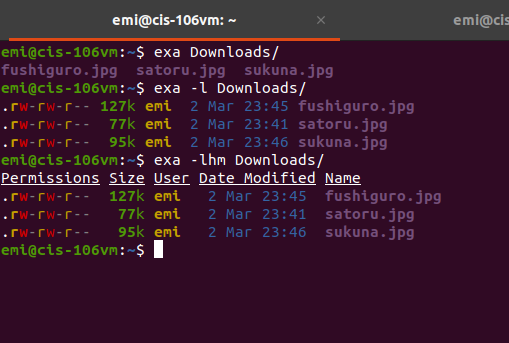 emi@cis-106vm: ~ × emi@cis
emi@cis-106vm:~$ exa Downloads/
fushiguro.jpg satoru.jpg sukuna.jpg
emi@cis-106vm:~$ exa -l Downloads/
.rw-rw-r-- 127k emi 2 Mar 23:45 fushiguro.jpg
.rw-rw-r-- 77k emi 2 Mar 23:41 satoru.jpg
.rw-rw-r-- 95k emi 2 Mar 23:46 sukuna.jpg
emi@cis-106vm:~$ exa -lhm Downloads/
Permissions Size User Date Modified Name
.rw-rw-r-- 127k emi 2 Mar 23:45 fushiguro.jpg
.rw-rw-r-- 77k emi 2 Mar 23:41 satoru.jpg
.rw-rw-r-- 95k emi 2 Mar 23:46 sukuna.jpg
emi@cis-106vm:~$